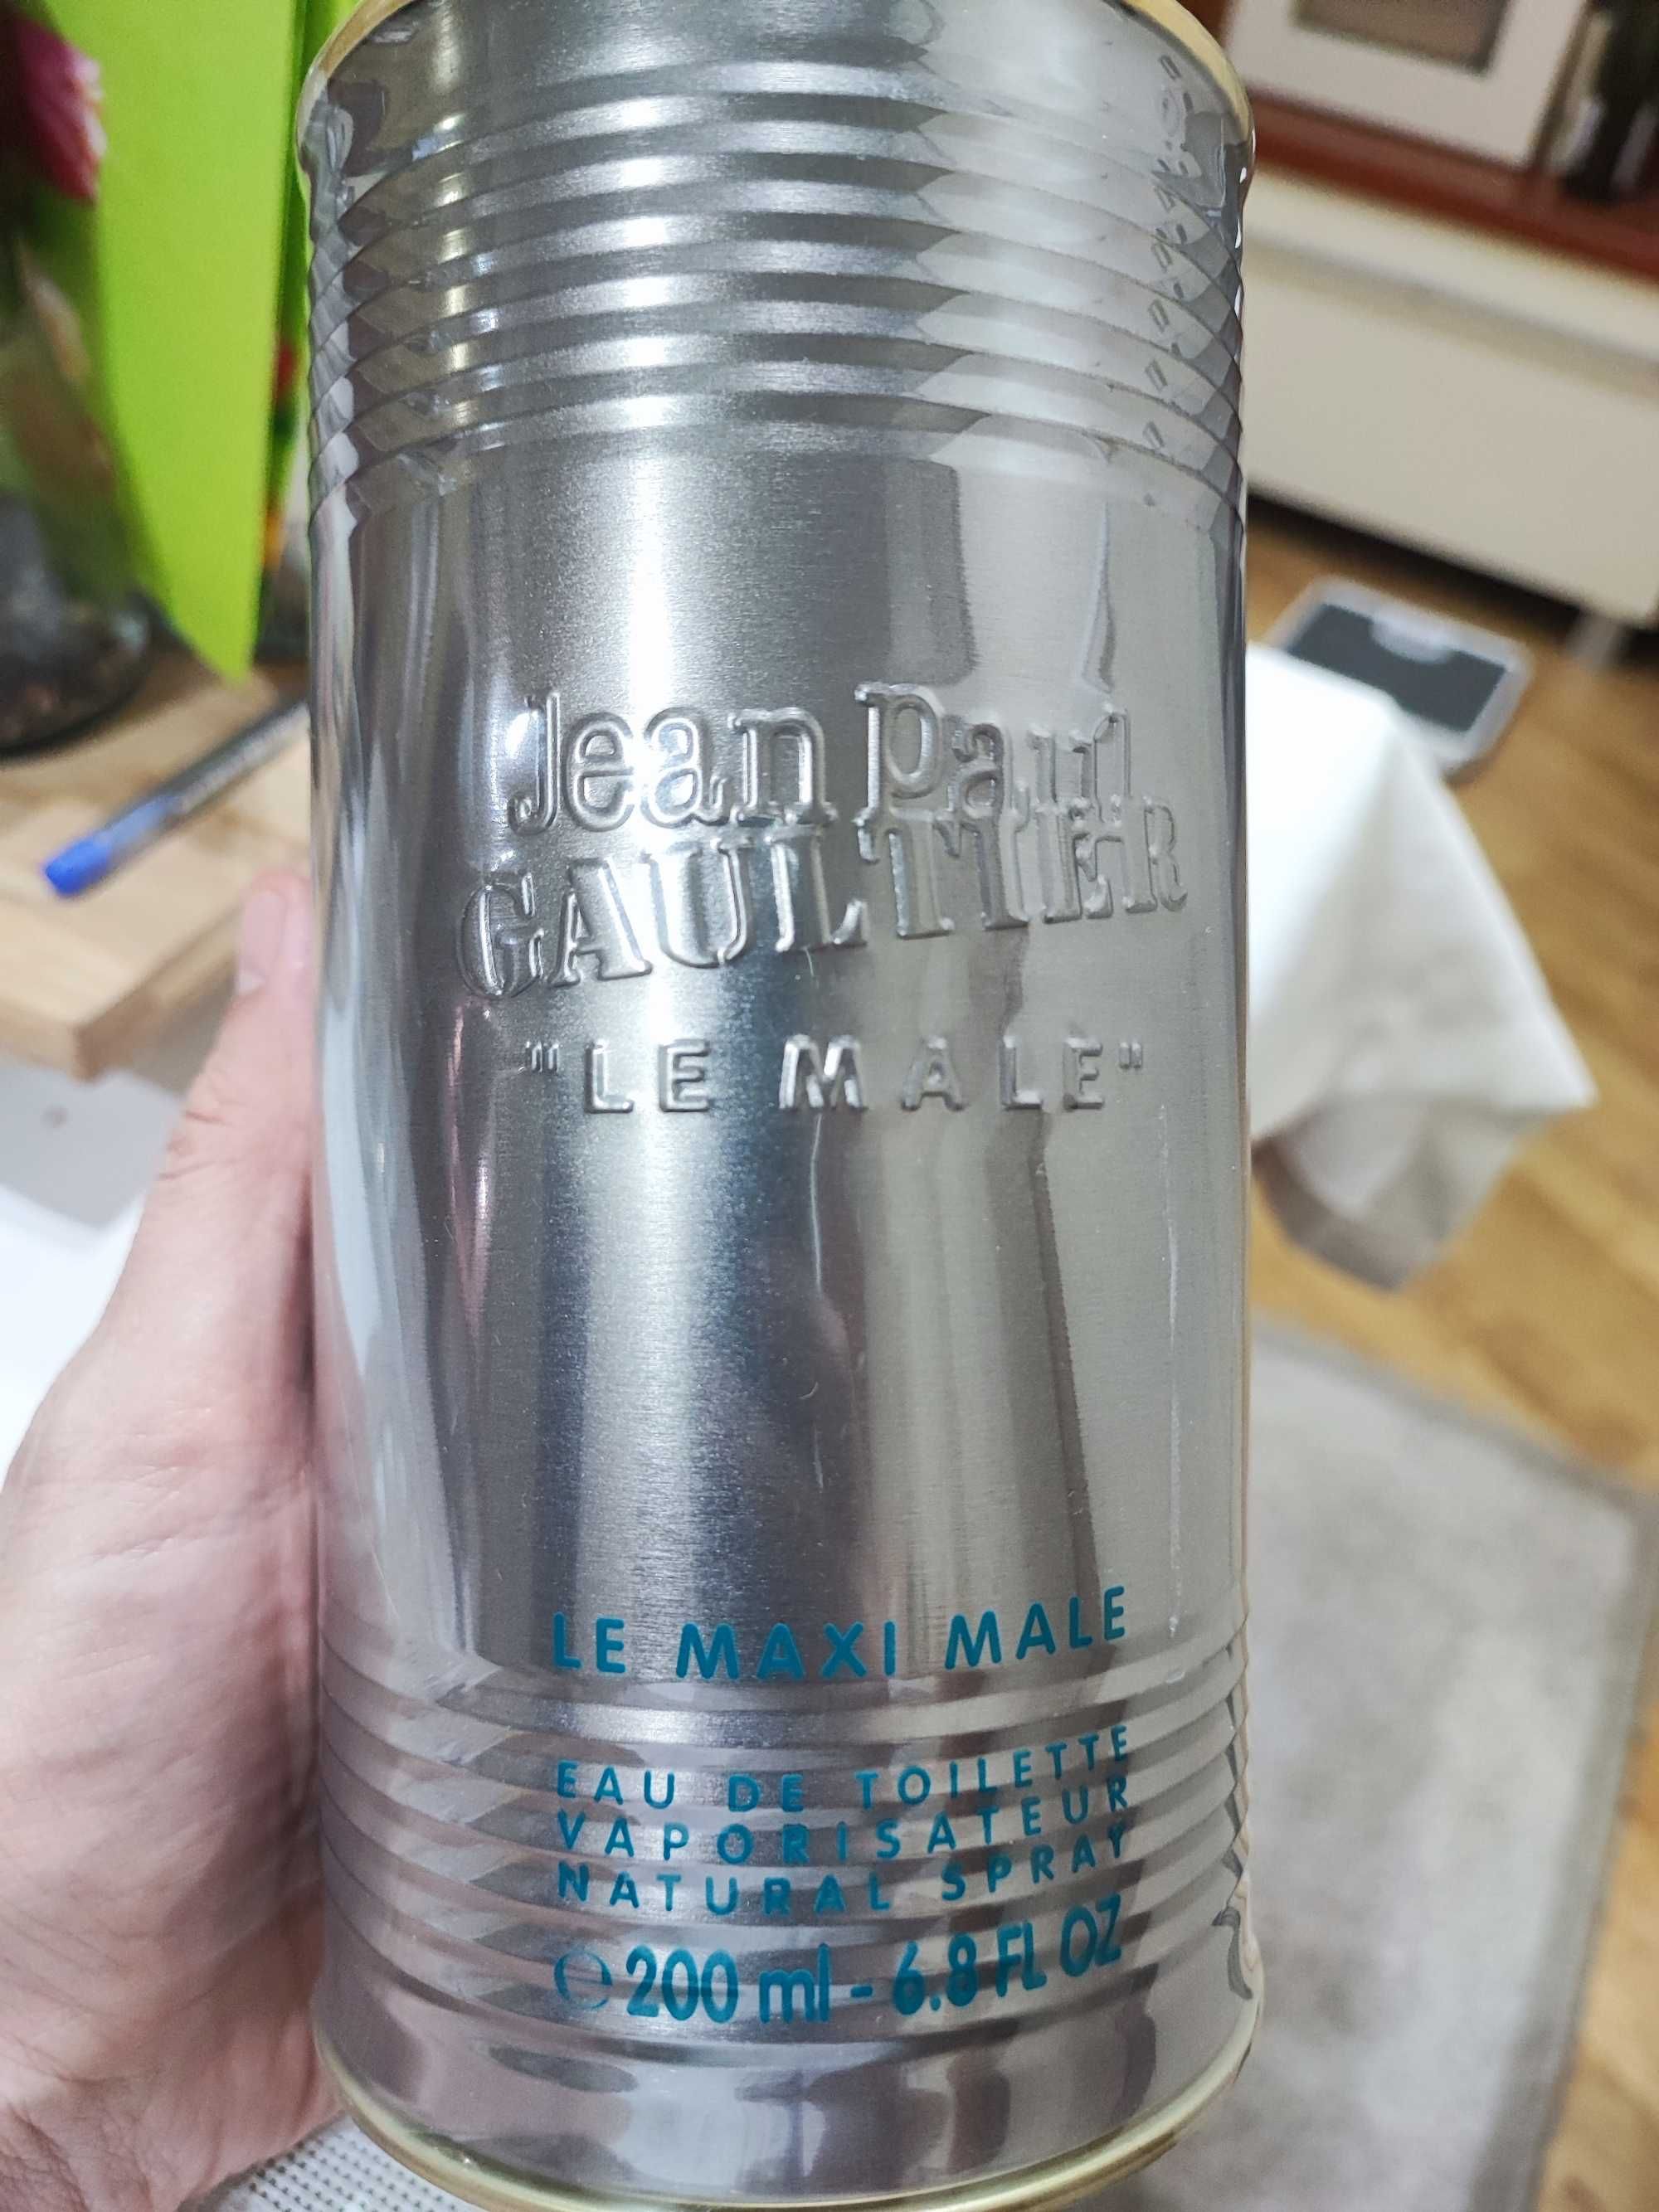 Jean Paul
GAULTIER
"LE MALE"
LE MAXI MALE
EAU DE TOILETTE
VAPORISATEUR
NATURAL SPRAY
℮ 200 ml - 6.8 FL OZ